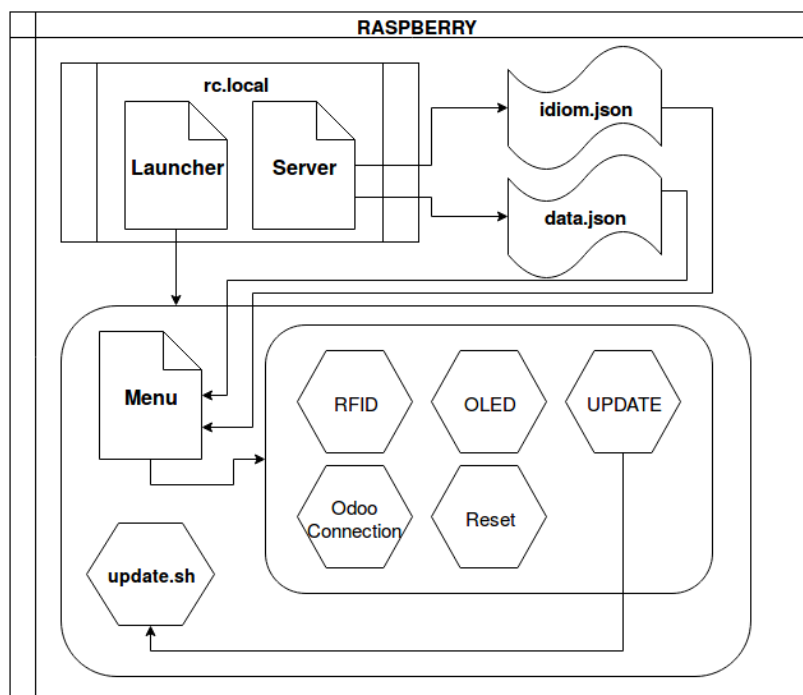 RASPBERRY
rc.local
Launcher
Server
idiom.json
data.json
Menu
RFID
OLED
UPDATE
Odoo
Connection
Reset
update.sh